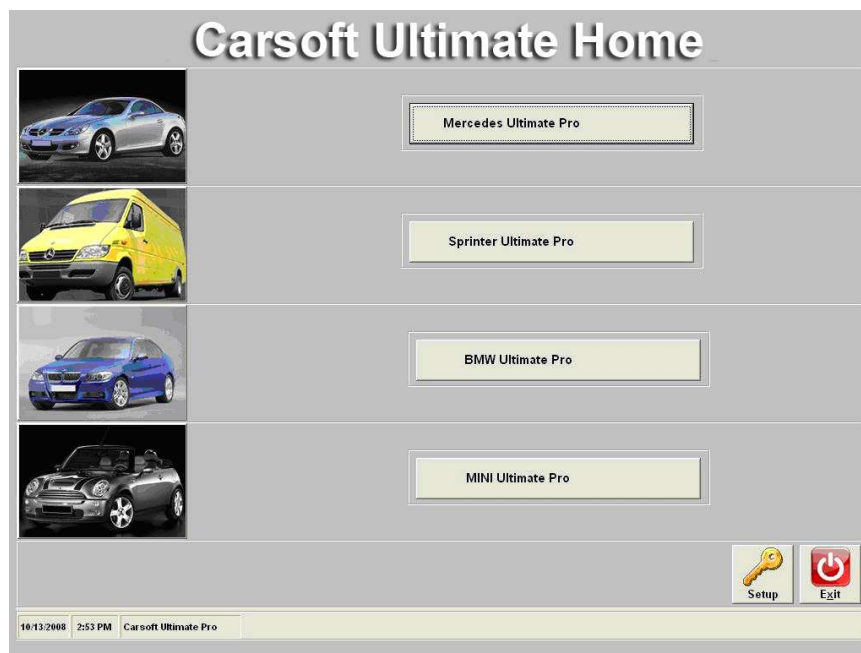 Carsoft Ultimate Home
Mercedes Ultimate Pro
Sprinter Ultimate Pro
BMW Ultimate Pro
MINI Ultimate Pro
Setup
Exit
10/13/2008 2:53 PM Carsoft Ultimate Pro